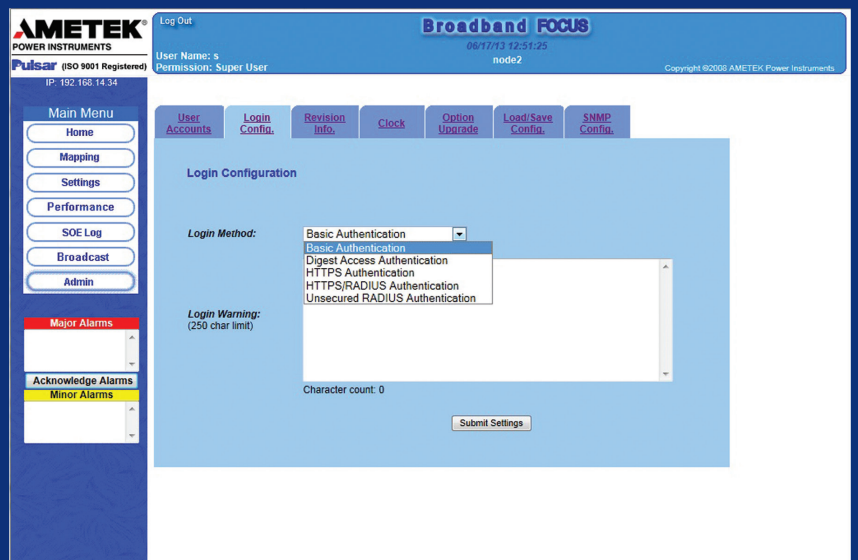 AMETEK®
POWER INSTRUMENTS
Pulsar (ISO 9001 Registered)
IP: 192.168.14.34
Log Out
User Name: s
Permission: Super User
Broadband FOCUS
06/17/13 12:51:25
node2
Copyright ©2008 AMETEK Power Instruments
Main Menu
Home
Mapping
Settings
Performance
SOE Log
Broadcast
Admin
Major Alarms
Acknowledge Alarms
Minor Alarms
User Accounts
Login Config.
Revision Info.
Clock
Option Upgrade
Load/Save Config.
SNMP Config.
Login Configuration
Login Method:
Basic Authentication
Basic Authentication
Digest Access Authentication
HTTPS Authentication
HTTPS/RADIUS Authentication
Unsecured RADIUS Authentication
Login Warning:
(250 char limit)
Character count: 0
Submit Settings